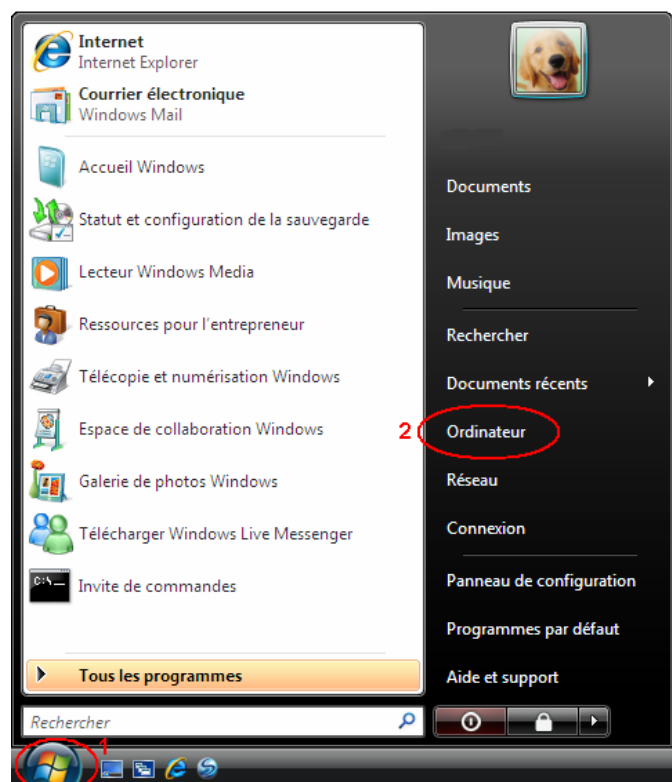 Internet
Internet Explorer
Courrier électronique
Windows Mail
Accueil Windows
Statut et configuration de la sauvegarde
Lecteur Windows Media
Ressources pour l'entrepreneur
Télécopie et numérisation Windows
Espace de collaboration Windows
Galerie de photos Windows
Télécharger Windows Live Messenger
C:\
Invite de commandes
Tous les programmes
Rechercher
Documents
Images
Musique
Rechercher
Documents récents
2
Ordinateur
Réseau
Connexion
Panneau de configuration
Programmes par défaut
Aide et support
1